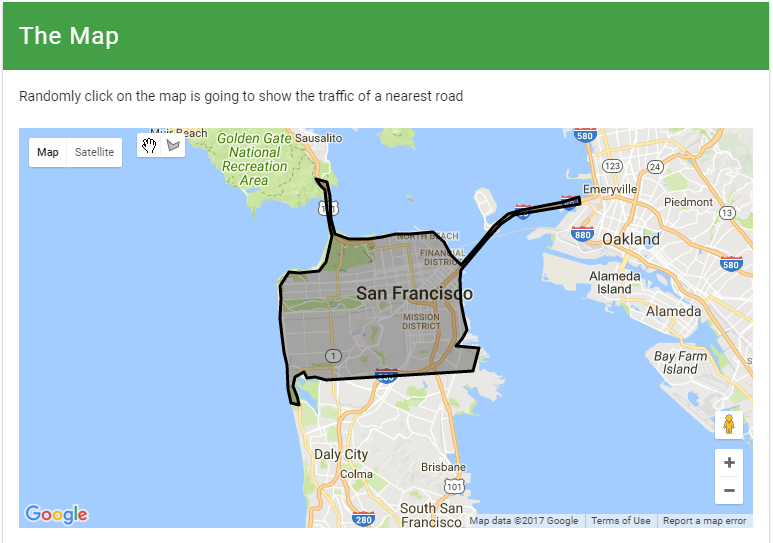 The Map
Randomly click on the map is going to show the traffic of a nearest road
Map
Satellite
Muir Beach
Golden Gate
National
Recreation
Area
Sausalito
580
123
24
Emeryville
Piedmont
13
NORTH BEACH
FINANCIAL
DISTRICT
880
Oakland
580
San Francisco
Alameda
Island
Alameda
MISSION
DISTRICT
1
280
Bay Farm
Island
Daly City
Colma
Brisbane
101
South San
Francisco
280
Google
Map data ©2017 Google
Terms of Use
Report a map error